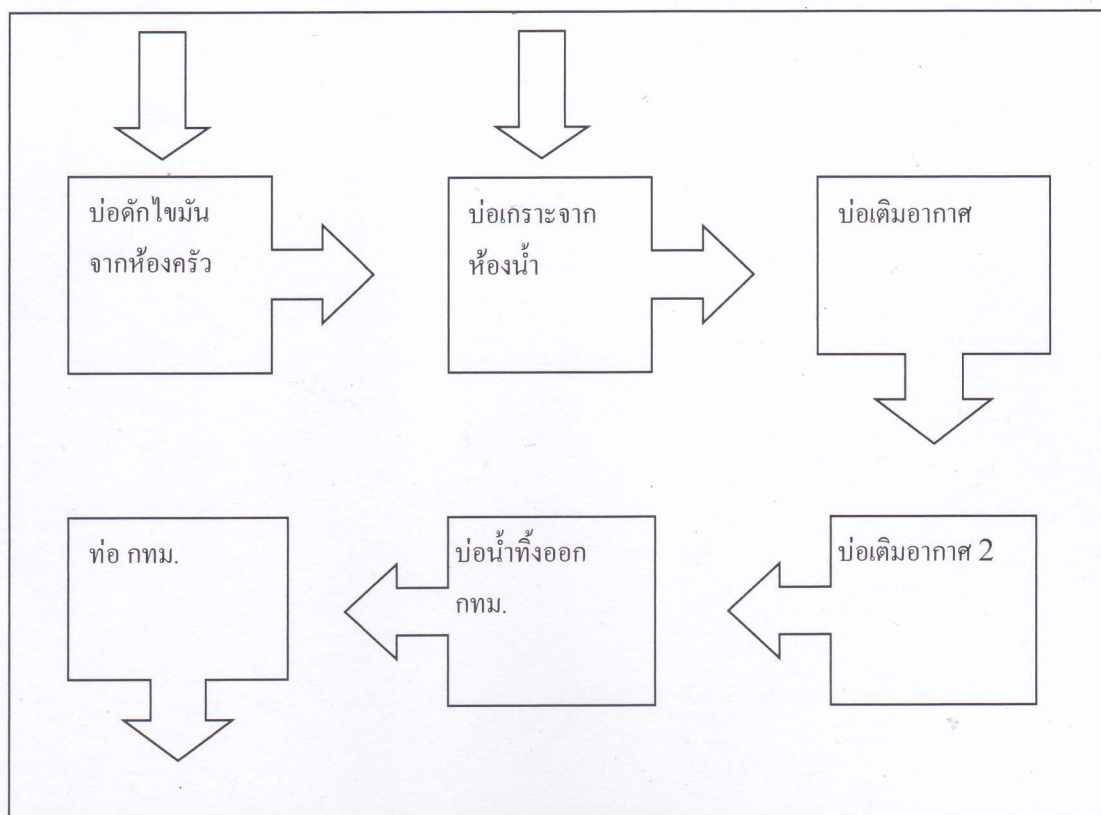 บ่อดักไขมัน
จากห้องครัว
บ่อเกราะจาก
ห้องน้ำ
บ่อเติมอากาศ
ท่อ กทม.
บ่อน้ำทิ้งออก
กทม.
บ่อเติมอากาศ 2